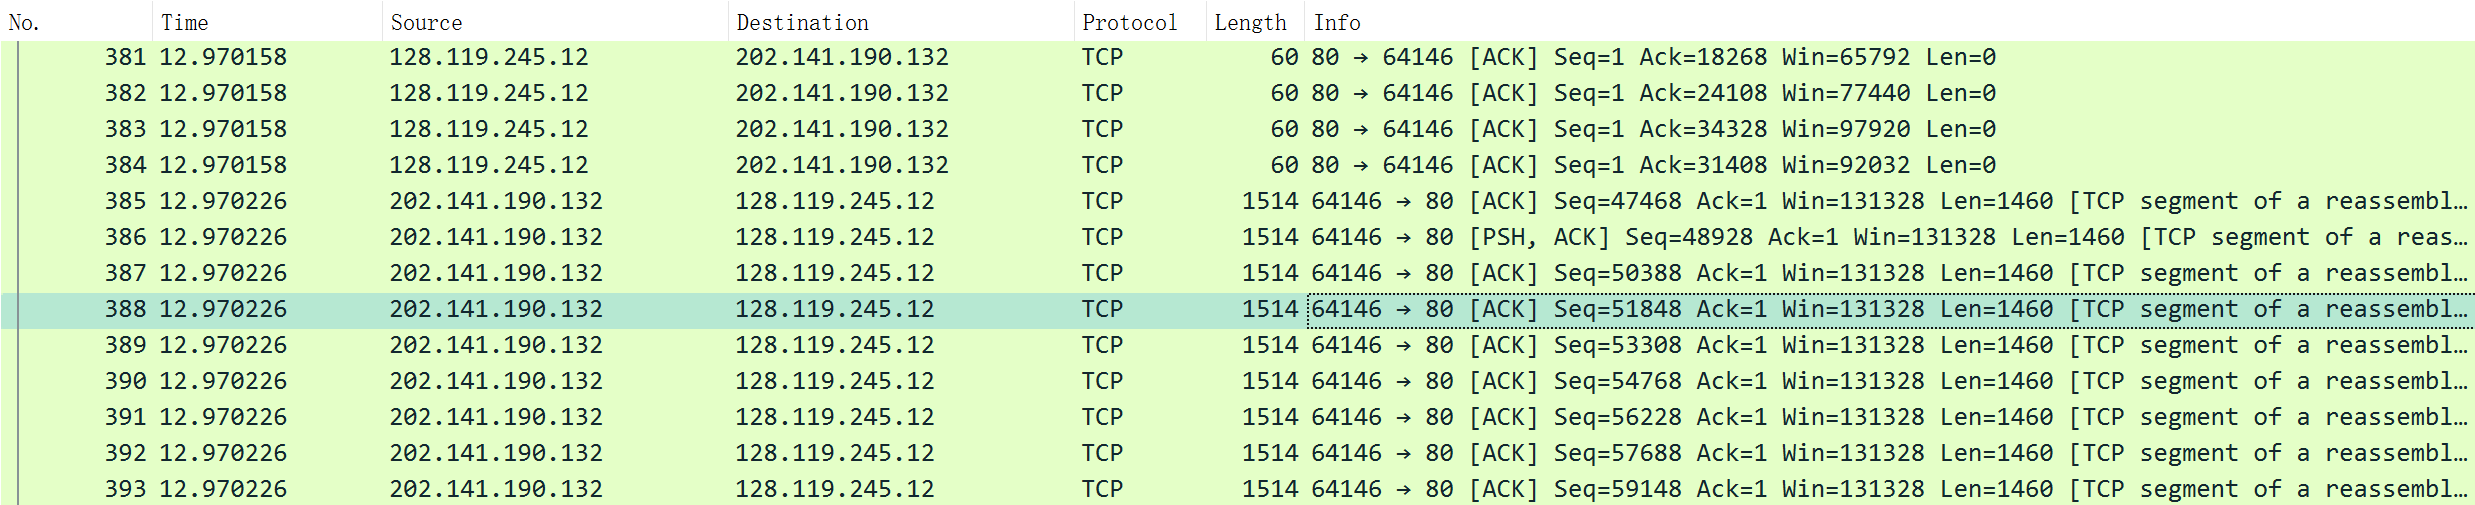 No. Time Source Destination Protocol Length Info
381 12.970158 128.119.245.12 202.141.190.132 TCP 60 80 → 64146 [ACK] Seq=1 Ack=18268 Win=65792 Len=0
382 12.970158 128.119.245.12 202.141.190.132 TCP 60 80 → 64146 [ACK] Seq=1 Ack=24108 Win=77440 Len=0
383 12.970158 128.119.245.12 202.141.190.132 TCP 60 80 → 64146 [ACK] Seq=1 Ack=34328 Win=97920 Len=0
384 12.970158 128.119.245.12 202.141.190.132 TCP 60 80 → 64146 [ACK] Seq=1 Ack=31408 Win=92032 Len=0
385 12.970226 202.141.190.132 128.119.245.12 TCP 1514 64146 → 80 [ACK] Seq=47468 Ack=1 Win=131328 Len=1460 [TCP segment of a reassembl…
386 12.970226 202.141.190.132 128.119.245.12 TCP 1514 64146 → 80 [PSH, ACK] Seq=48928 Ack=1 Win=131328 Len=1460 [TCP segment of a reas…
387 12.970226 202.141.190.132 128.119.245.12 TCP 1514 64146 → 80 [ACK] Seq=50388 Ack=1 Win=131328 Len=1460 [TCP segment of a reassembl…
388 12.970226 202.141.190.132 128.119.245.12 TCP 1514 64146 → 80 [ACK] Seq=51848 Ack=1 Win=131328 Len=1460 [TCP segment of a reassembl…
389 12.970226 202.141.190.132 128.119.245.12 TCP 1514 64146 → 80 [ACK] Seq=53308 Ack=1 Win=131328 Len=1460 [TCP segment of a reassembl…
390 12.970226 202.141.190.132 128.119.245.12 TCP 1514 64146 → 80 [ACK] Seq=54768 Ack=1 Win=131328 Len=1460 [TCP segment of a reassembl…
391 12.970226 202.141.190.132 128.119.245.12 TCP 1514 64146 → 80 [ACK] Seq=56228 Ack=1 Win=131328 Len=1460 [TCP segment of a reassembl…
392 12.970226 202.141.190.132 128.119.245.12 TCP 1514 64146 → 80 [ACK] Seq=57688 Ack=1 Win=131328 Len=1460 [TCP segment of a reassembl…
393 12.970226 202.141.190.132 128.119.245.12 TCP 1514 64146 → 80 [ACK] Seq=59148 Ack=1 Win=131328 Len=1460 [TCP segment of a reassembl…